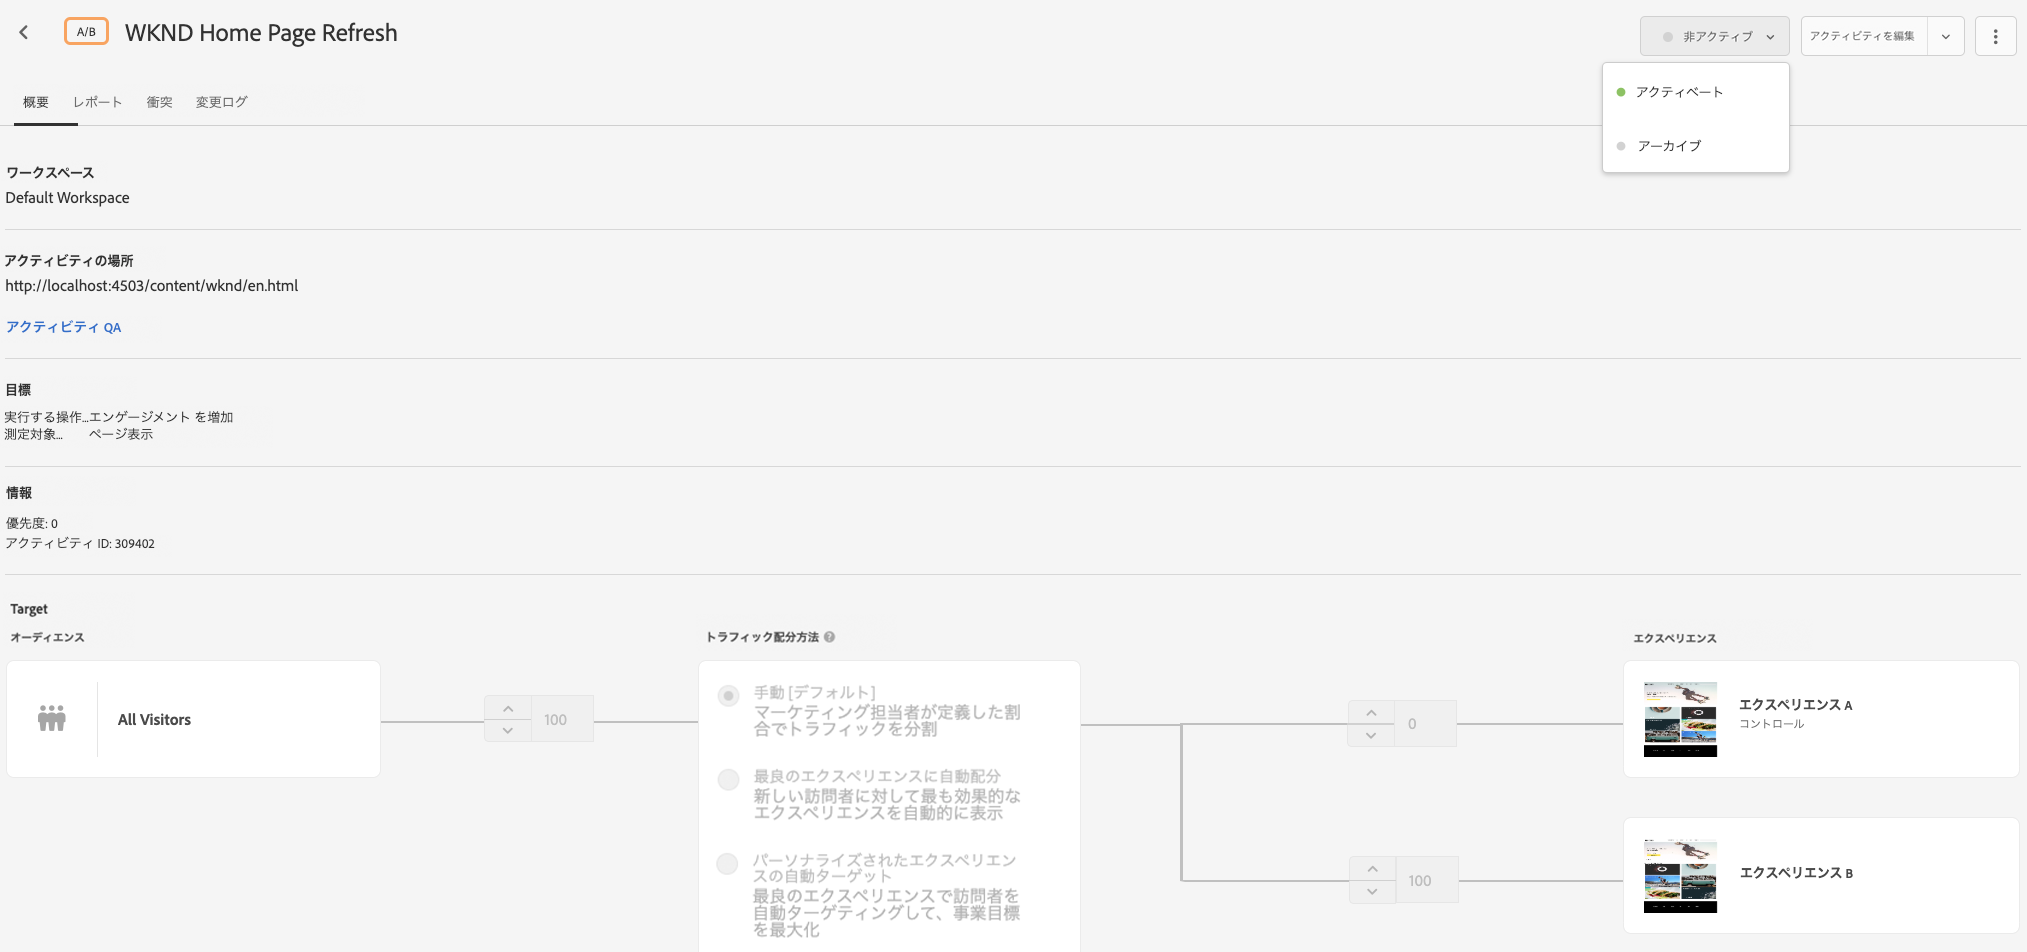 A/B WKND Home Page Refresh
非アクティブ
アクティビティを編集
アクティベート
アーカイブ
概要 レポート 衝突 変更ログ
ワークスペース
Default Workspace
アクティビティの場所
http://localhost:4503/content/wknd/en.html
アクティビティ QA
目標
実行する操作...エンゲージメント を増加
測定対象... ページ表示
情報
優先度: 0
アクティビティ ID: 309402
Target
オーディエンス
All Visitors
100
トラフィック配分方法
手動 [デフォルト]
マーケティング担当者が定義した割
合でトラフィックを分割
最良のエクスペリエンスに自動配分
新しい訪問者に対して最も効果的な
エクスペリエンスを自動的に表示
パーソナライズされたエクスペリエン
スの自動ターゲット
最良のエクスペリエンスで訪問者を
自動ターゲティングして、事業目標
を最大化
0
100
エクスペリエンス
エクスペリエンス A
コントロール
エクスペリエンス B